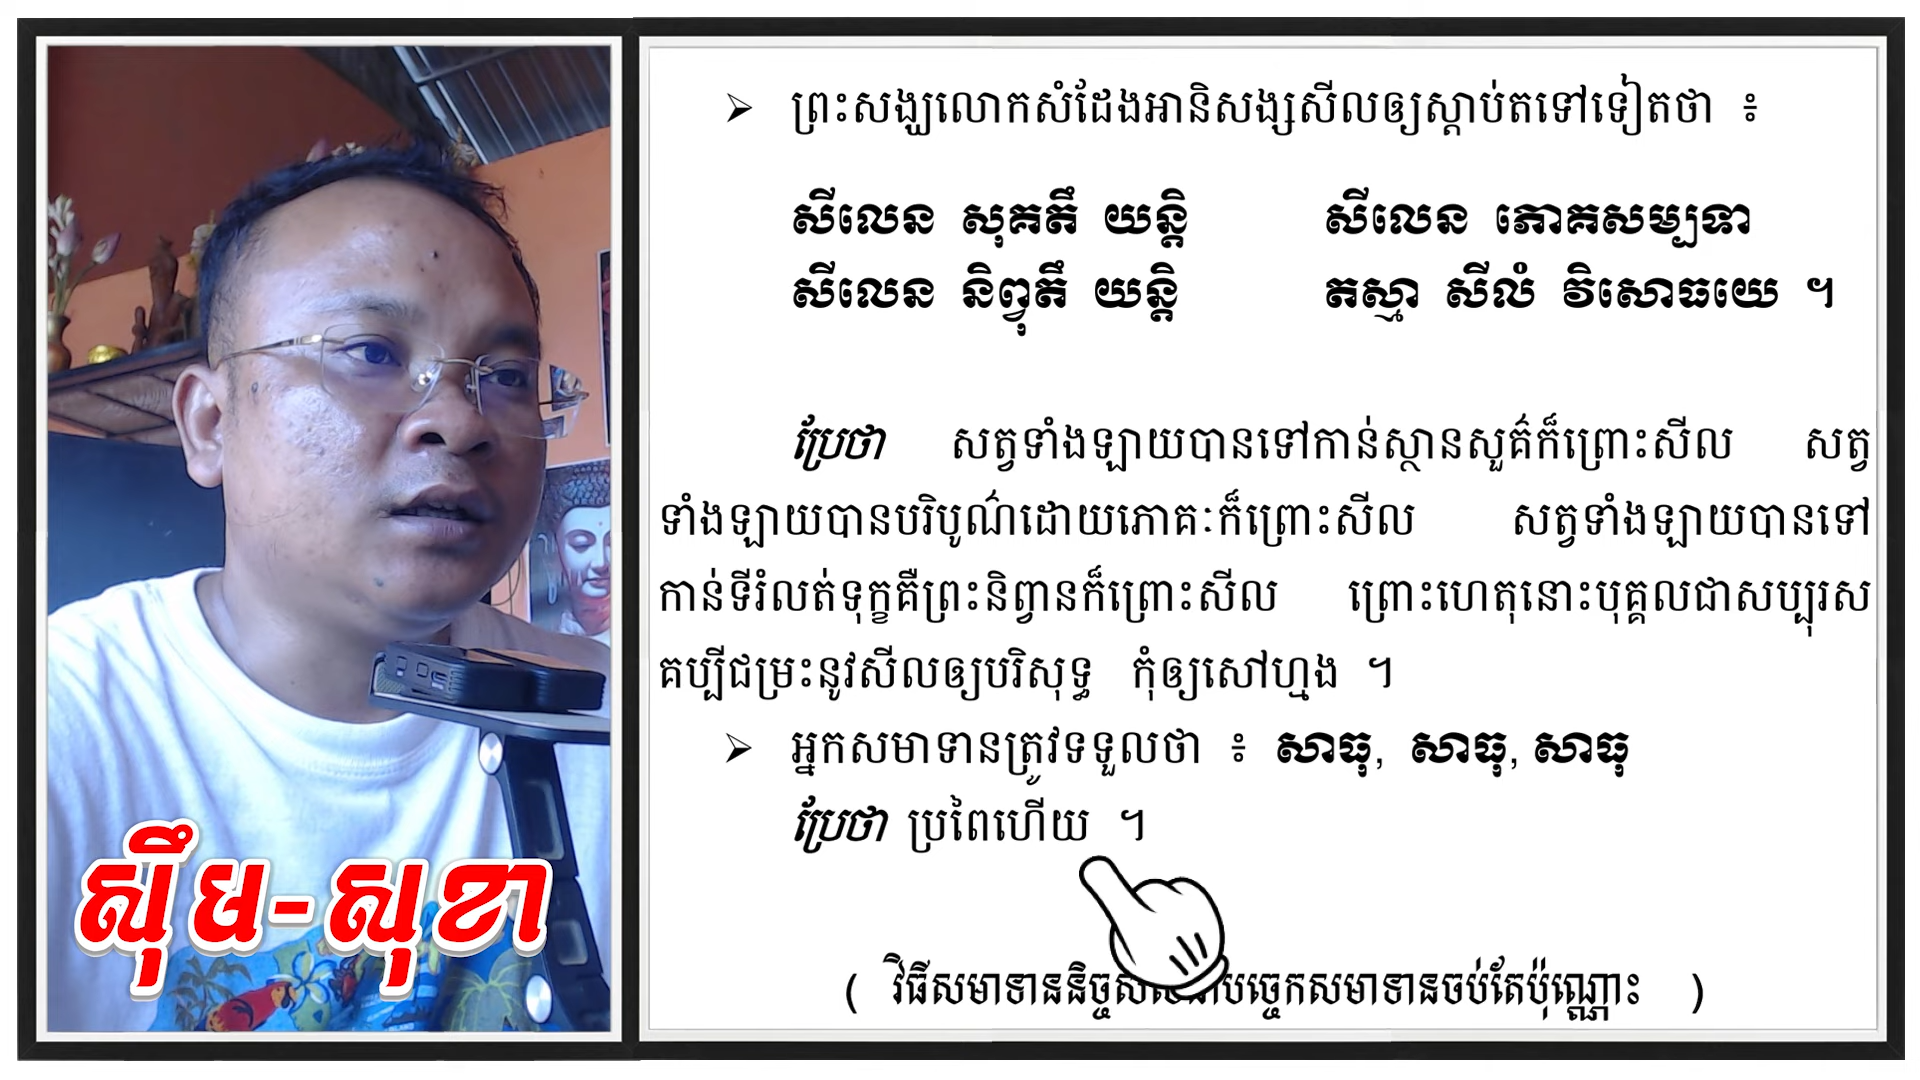 ➢ ព្រះសង្ឃលោកសំដែងអានិសង្សសីលឲ្យស្ដាប់តទៅទៀតថា ៖
សីលេន សុគតឹ យន្តិ សីលេន ភោគសម្បទា
សីលេន និព្វុតឹ យន្តិ តស្មា សីលំ វិសោធយេ ។
ប្រែថា សត្វទាំងឡាយបានទៅកាន់ស្ថានសួគ៌ក៏ព្រោះសីល សត្វ
ទាំងឡាយបានបរិបូណ៌ដោយភោគៈក៏ព្រោះសីល សត្វទាំងឡាយបានទៅ
កាន់ទីរំលត់ទុក្ខគឺព្រះនិព្វានក៏ព្រោះសីល ព្រោះហេតុនោះបុគ្គលជាសប្បុរស
គប្បីជម្រះនូវសីលឲ្យបរិសុទ្ធ កុំឲ្យសៅហ្មង ។
➢ អ្នកសមាទានត្រូវទទួលថា ៖ សាធុ, សាធុ, សាធុ
ប្រែថា ប្រពៃហើយ ។
( វិធីសមាទាននិច្ចសីល បច្ចេកសមាទានចប់តែប៉ុណ្ណោះ )
ស៊ឹម-សុខា